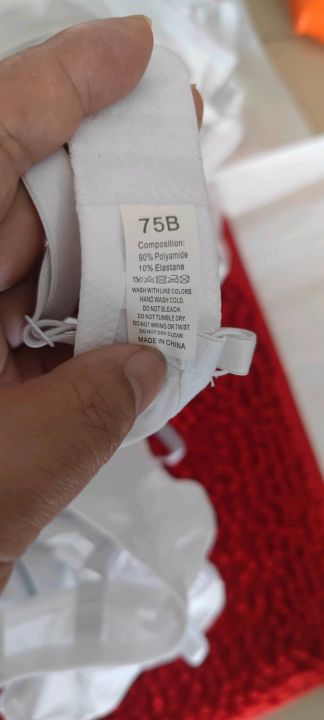 75B
Composition:
90% Polyamide
10% Elastane
WASH WITH LIKE COLORS.
HAND WASH COLD.
DO NOT BLEACH.
DO NOT TUMBLE DRY.
DO NOT WRING OR TWIST.
DO NOT DRY CLEAN.
MADE IN CHINA